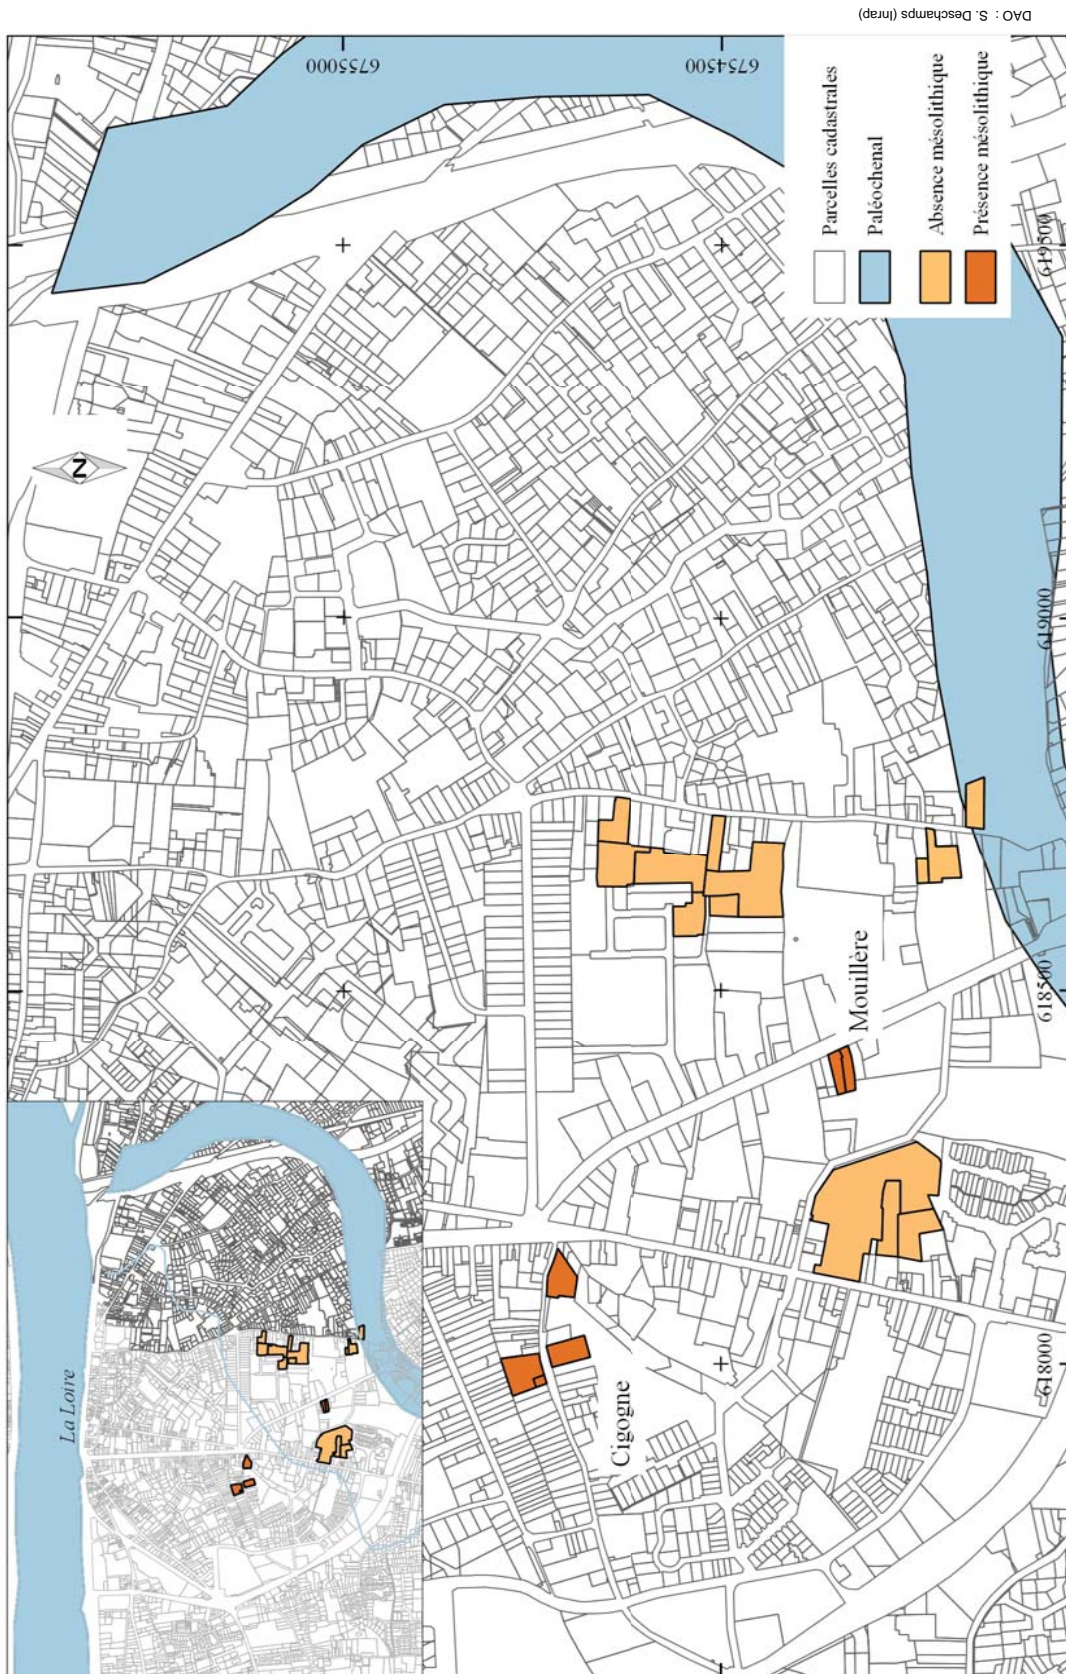 DAO : S. Deschamps (Inrap)
6755000
6754500
Parcelles cadastrales
Paléochenal
Absence mésolithique
Présence mésolithique
619500
619000
618500
618000
N
La Loire
Mouillère
Cigogne